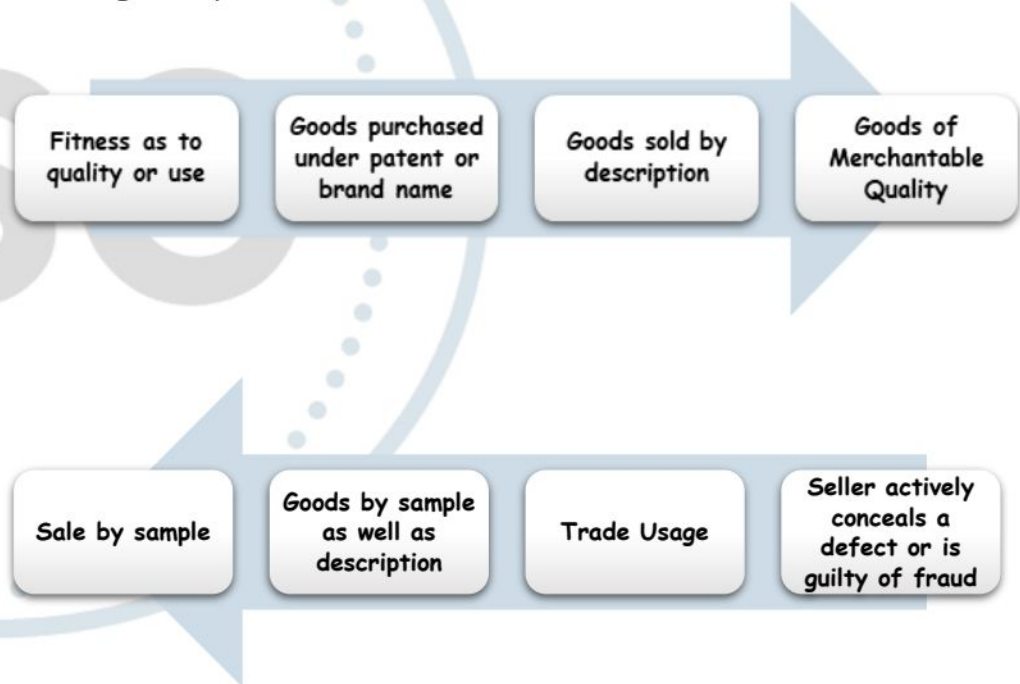 Fitness as to
quality or use
Goods purchased
under patent or
brand name
Goods sold by
description
Goods of
Merchantable
Quality
Sale by sample
Goods by sample
as well as
description
Trade Usage
Seller actively
conceals a
defect or is
guilty of fraud